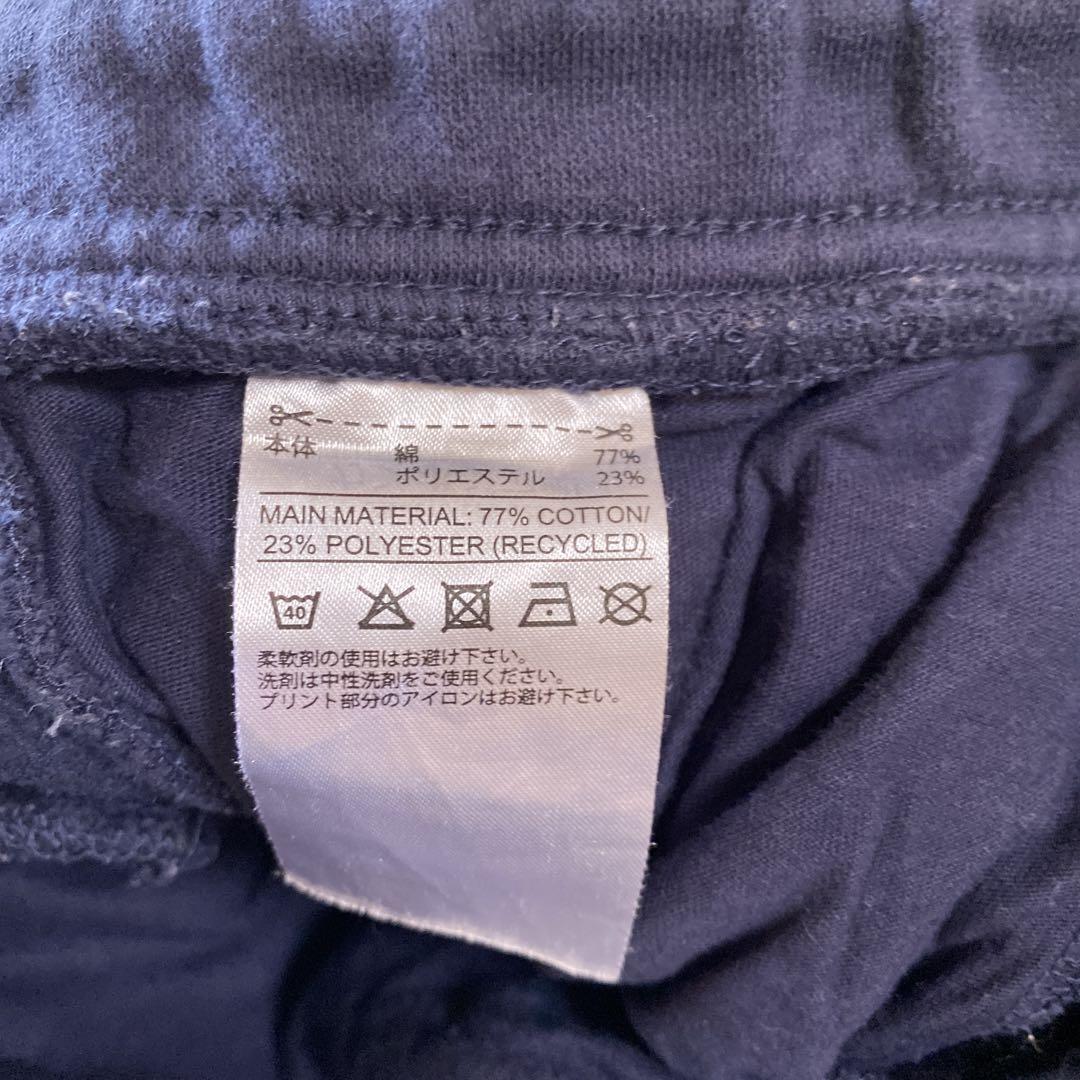 本体 綿 77%
ポリエステル 23%
MAIN MATERIAL: 77% COTTON/
23% POLYESTER (RECYCLED)
40
柔軟剤の使用はお避け下さい。
洗剤は中性洗剤をご使用ください。
プリント部分のアイロンはお避け下さい。